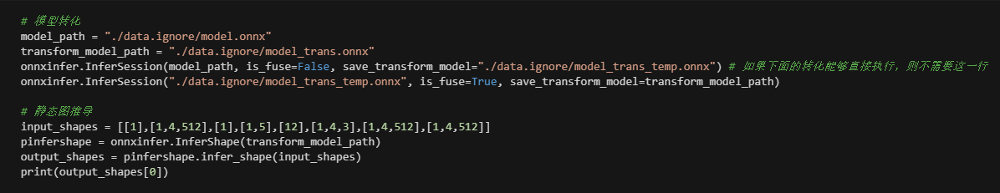 # 模型转化
model_path = "./data.ignore/model.onnx"
transform_model_path = "./data.ignore/model_trans.onnx"
onnxinfer.InferSession(model_path, is_fuse=False, save_transform_model="./data.ignore/model_trans_temp.onnx") # 如果下面的转化能够直接执行，则不需要这一行
onnxinfer.InferSession("./data.ignore/model_trans_temp.onnx", is_fuse=True, save_transform_model=transform_model_path)
# 静态图推导
input_shapes = [[1],[1,4,512],[1],[1,5],[12],[1,4,3],[1,4,512],[1,4,512]]
pinfershape = onnxinfer.InferShape(transform_model_path)
output_shapes = pinfershape.infer_shape(input_shapes)
print(output_shapes[0])